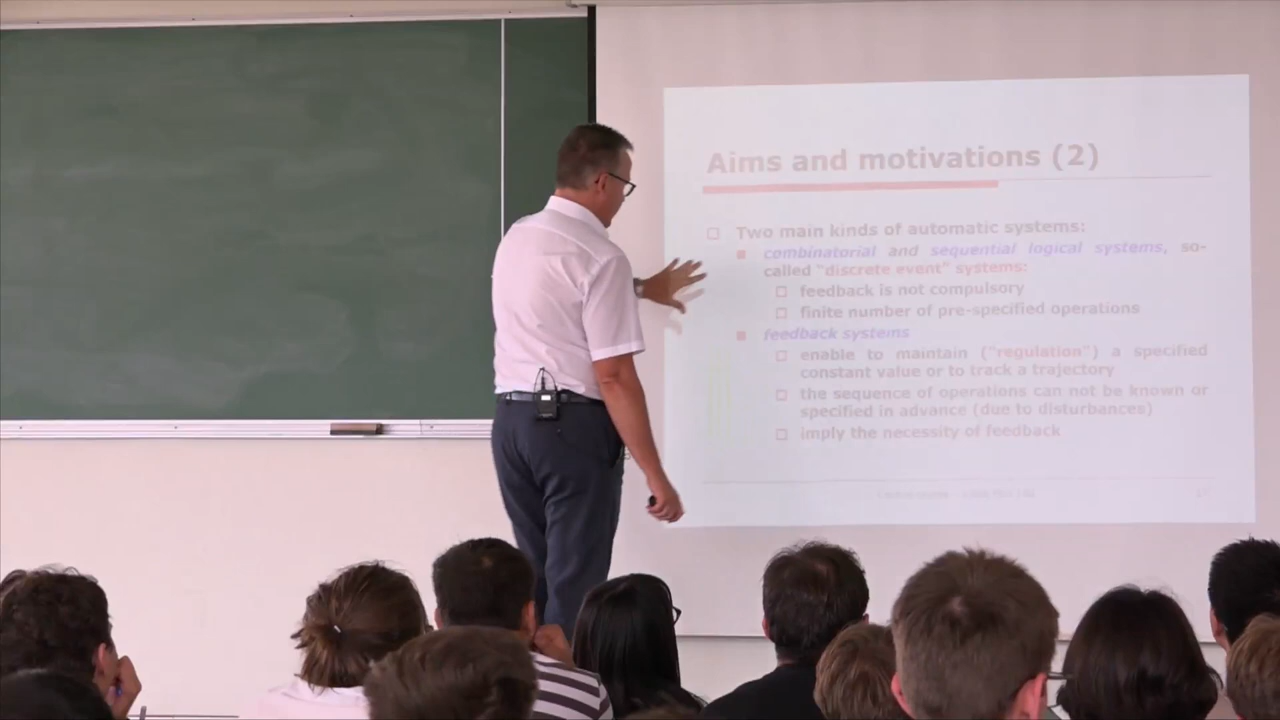 Aims and motivations (2)
Two main kinds of automatic systems:
combinatorial and sequential logical systems, so-
called “discrete event” systems:
feedback is not compulsory
finite number of pre-specified operations
feedback systems
enable to maintain (“regulation”) a specified
constant value or to track a trajectory
the sequence of operations can not be known or
specified in advance (due to disturbances)
imply the necessity of feedback